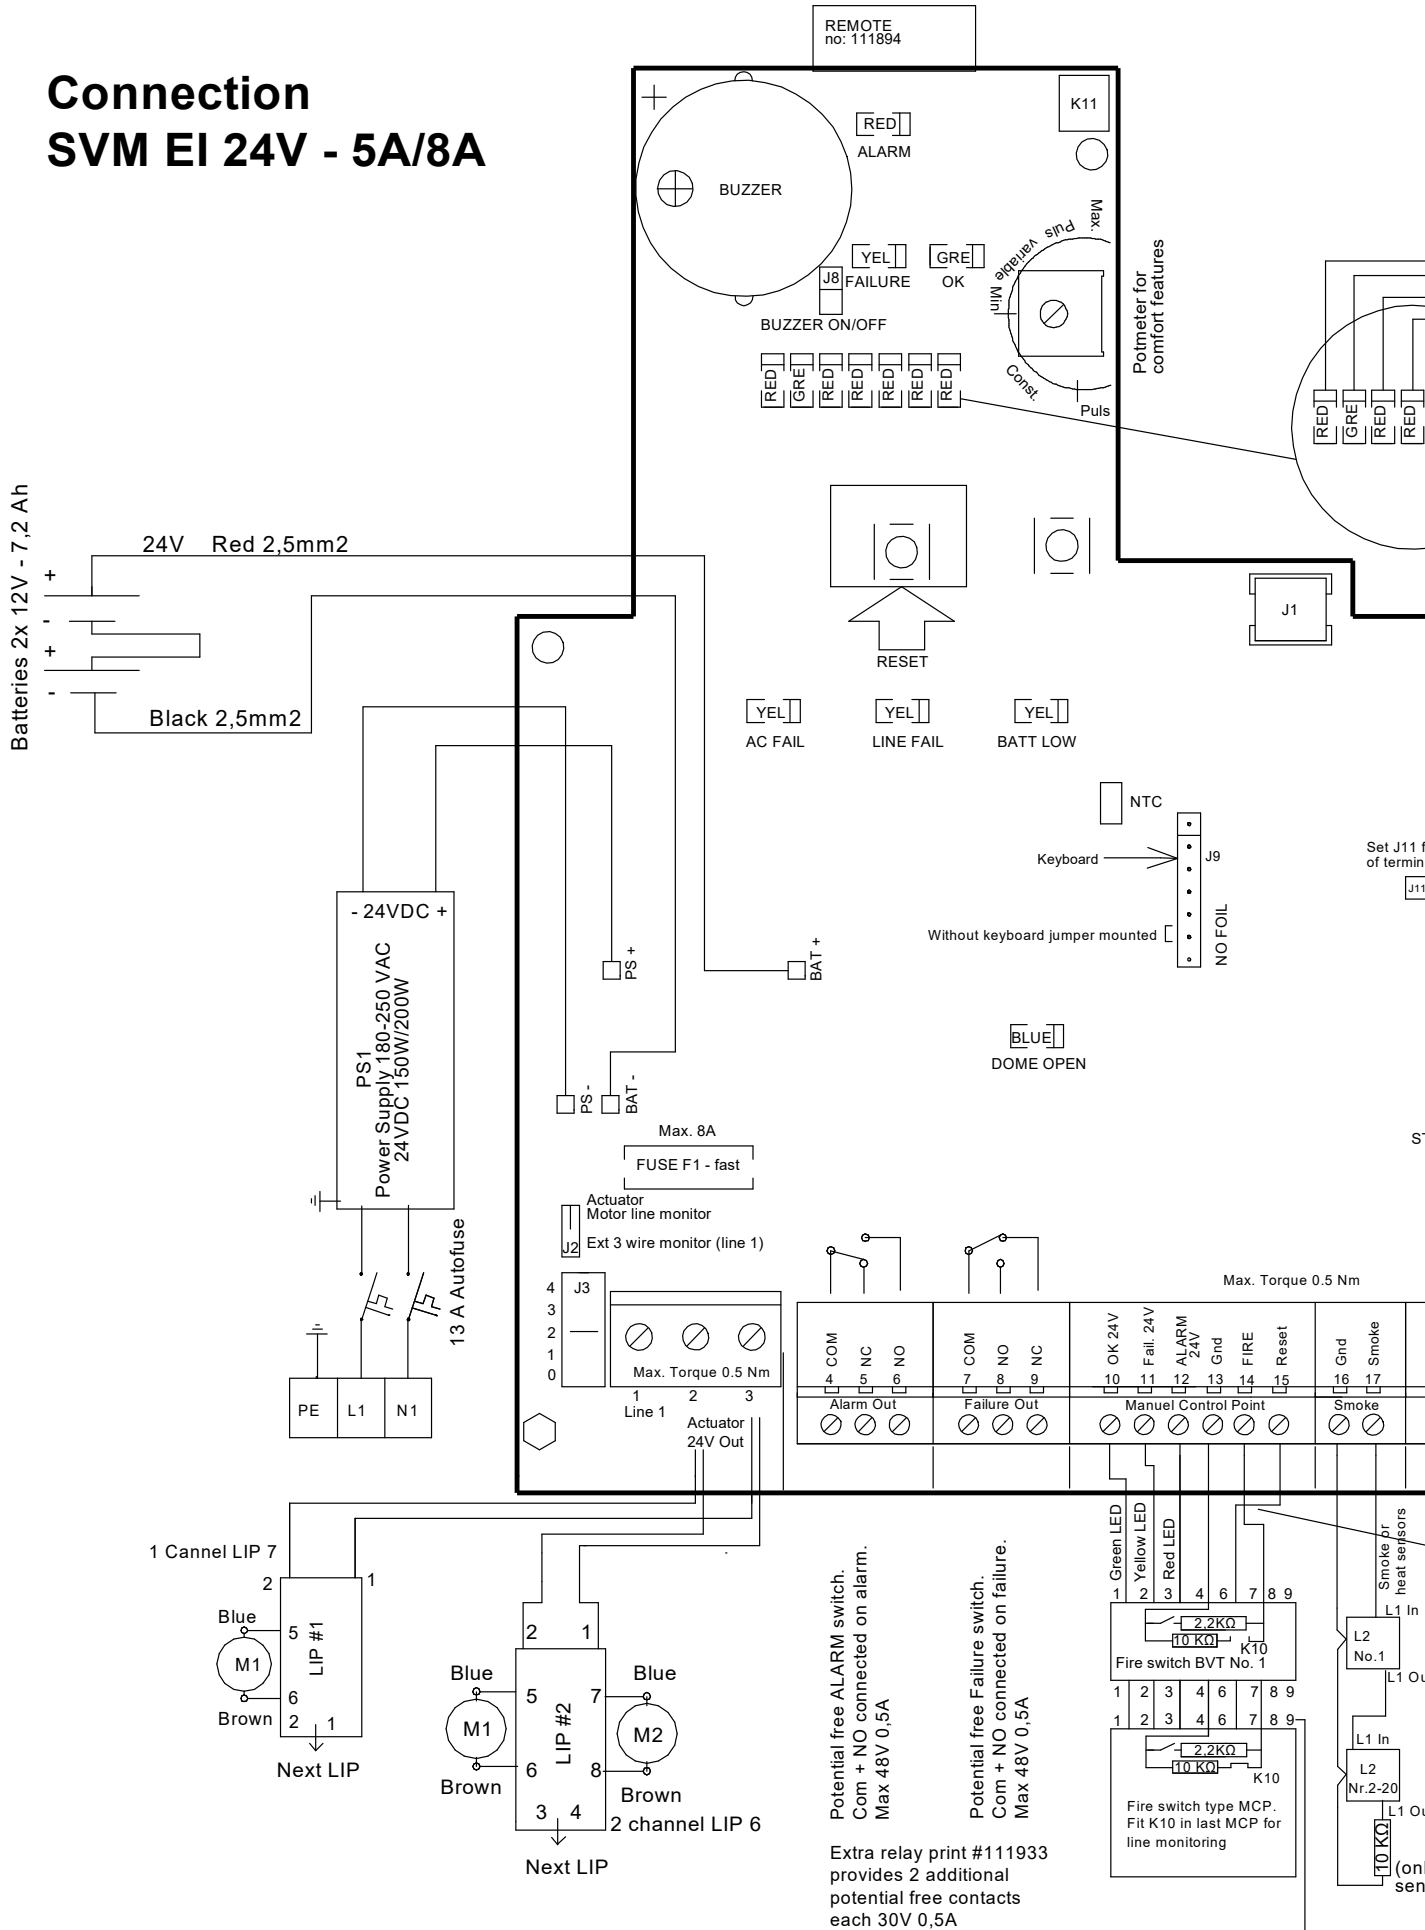 Connection
SVM EI 24V - 5A/8A
REMOTE
no: 111894
K11
RED
ALARM
BUZZER
Max.
Puls variable
Min
YEL
FAILURE
GRE
OK
J8
BUZZER ON/OFF
Potmeter for
comfort features
RED
GRE
RED
RED
RED
RED
RED
Const.
Puls
RED
GRE
RED
RED
Batteries 2x 12V - 7,2 Ah
24V Red 2,5mm2
+
-
+
-
Black 2,5mm2
RESET
J1
YEL
AC FAIL
YEL
LINE FAIL
YEL
BATT LOW
NTC
Keyboard
J9
Without keyboard jumper mounted
NO FOIL
Set J11 f
of termin
J11
- 24VDC +
PS1
Power Supply 180-250 VAC
24VDC 150W/200W
PS +
BAT +
BLUE
DOME OPEN
PS -
BAT -
Max. 8A
FUSE F1 - fast
ST
Actuator
Motor line monitor
J2
Ext 3 wire monitor (line 1)
13 A Autofuse
4
3
2
1
0
J3
Max. Torque 0.5 Nm
1
2
3
Line 1
Actuator
24V Out
Max. Torque 0.5 Nm
COM
NC
NO
COM
NO
NC
OK 24V
Fail. 24V
ALARM
24V
Gnd
FIRE
Reset
Gnd
Smoke
4
5
6
7
8
9
10
11
12
13
14
15
16
17
Alarm Out
Failure Out
Manuel Control Point
Smoke
PE
L1
N1
1 Cannel LIP 7
2
1
Blue
5
M1
LIP #1
6
Brown
2
1
Next LIP
2
1
Blue
5
7
Blue
M1
LIP #2
M2
6
8
Brown
Brown
3
4
2 channel LIP 6
Next LIP
Potential free ALARM switch.
Com + NO connected on alarm.
Max 48V 0,5A
Potential free Failure switch.
Com + NO connected on failure.
Max 48V 0,5A
Extra relay print #111933
provides 2 additional
potential free contacts
each 30V 0,5A
Green LED
Yellow LED
Red LED
1 2 3 4 6 7 8 9
2,2KΩ
10 KΩ
K10
Fire switch BVT No. 1
1 2 3 4 6 7 8 9
1 2 3 4 6 7 8 9
2,2KΩ
10 KΩ
K10
Fire switch type MCP.
Fit K10 in last MCP for
line monitoring
Smoke or
heat sensors
L1 In
L2
No.1
L1 Ou
L1 In
L2
Nr.2-20
L1 Ou
10 KΩ
(onl
sen